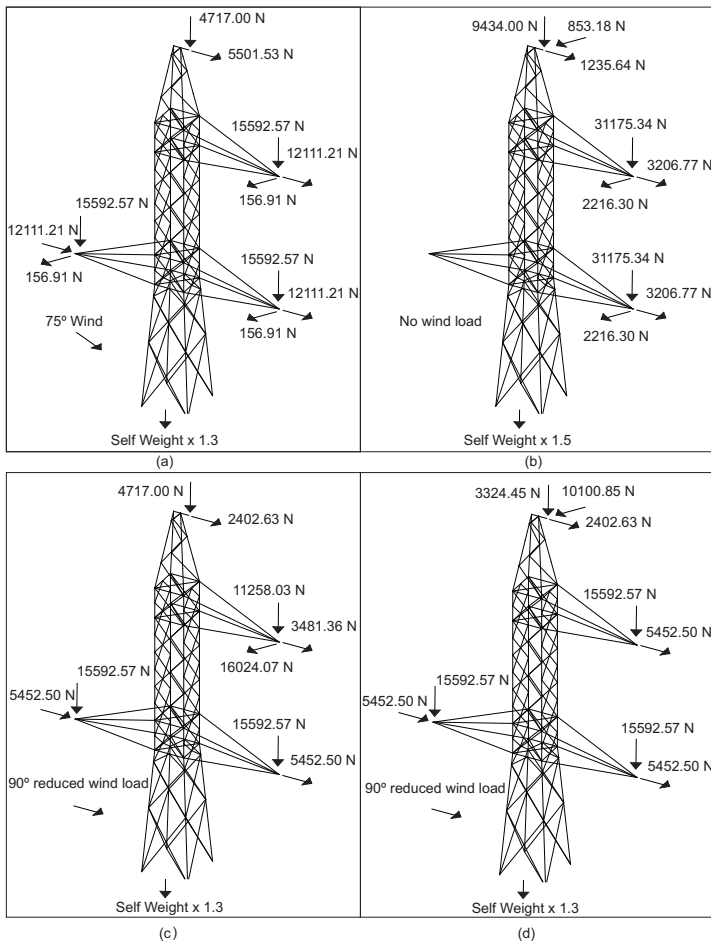 4717.00 N
5501.53 N
15592.57 N
12111.21 N
156.91 N
15592.57 N
12111.21 N
156.91 N
15592.57 N
12111.21 N
156.91 N
75º Wind
Self Weight x 1.3
(a)
9434.00 N
853.18 N
1235.64 N
31175.34 N
3206.77 N
2216.30 N
31175.34 N
3206.77 N
2216.30 N
No wind load
Self Weight x 1.5
(b)
4717.00 N
2402.63 N
11258.03 N
3481.36 N
16024.07 N
15592.57 N
5452.50 N
15592.57 N
5452.50 N
90º reduced wind load
Self Weight x 1.3
(c)
3324.45 N
10100.85 N
2402.63 N
15592.57 N
5452.50 N
15592.57 N
5452.50 N
15592.57 N
5452.50 N
90º reduced wind load
Self Weight x 1.3
(d)